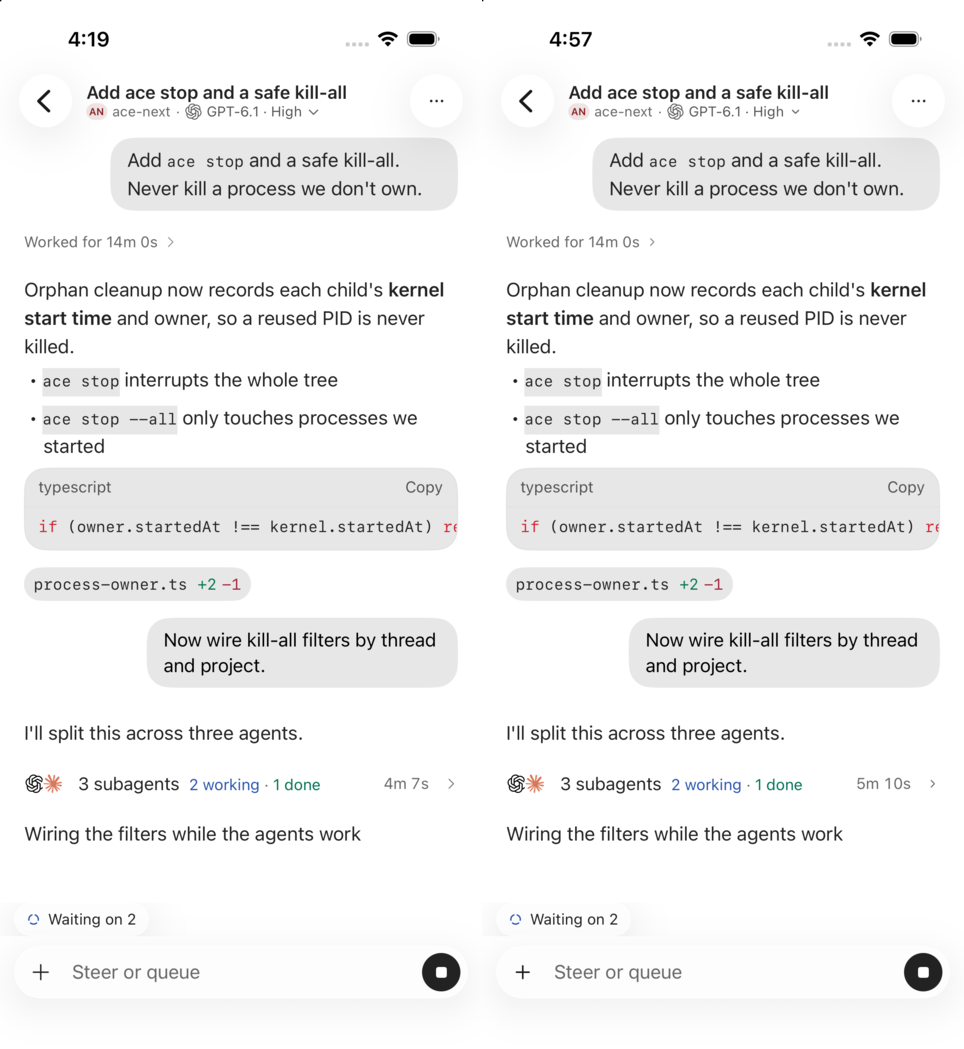 4:19
Add ace stop and a safe kill-all
AN ace-next · GPT-6.1 · High
Add ace stop and a safe kill-all.
Never kill a process we don't own.
Worked for 14m 0s
Orphan cleanup now records each child's kernel
start time and owner, so a reused PID is never
killed.
• ace stop interrupts the whole tree
• ace stop --all only touches processes we
started
typescript Copy
if (owner.startedAt !== kernel.startedAt) re
process-owner.ts +2 −1
Now wire kill-all filters by thread
and project.
I'll split this across three agents.
3 subagents 2 working · 1 done 4m 7s
Wiring the filters while the agents work
Waiting on 2
Steer or queue
4:57
Add ace stop and a safe kill-all
AN ace-next · GPT-6.1 · High
Add ace stop and a safe kill-all.
Never kill a process we don't own.
Worked for 14m 0s
Orphan cleanup now records each child's kernel
start time and owner, so a reused PID is never
killed.
• ace stop interrupts the whole tree
• ace stop --all only touches processes we
started
typescript Copy
if (owner.startedAt !== kernel.startedAt) re
process-owner.ts +2 −1
Now wire kill-all filters by thread
and project.
I'll split this across three agents.
3 subagents 2 working · 1 done 5m 10s
Wiring the filters while the agents work
Waiting on 2
Steer or queue